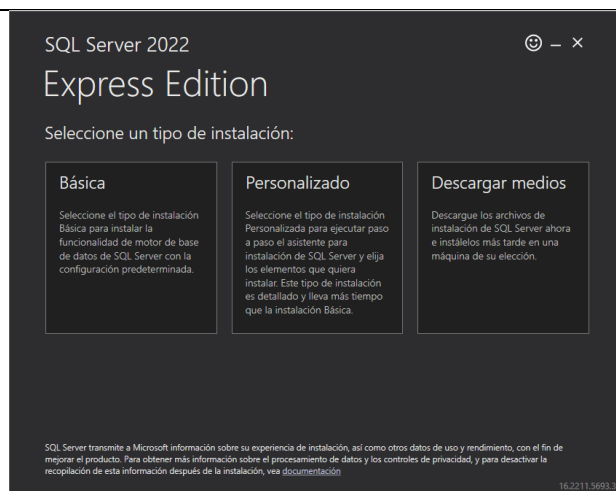 SQL Server 2022
Express Edition
Seleccione un tipo de instalación:
Básica
Seleccione el tipo de instalación
Básica para instalar la
funcionalidad de motor de base
de datos de SQL Server con la
configuración predeterminada.
Personalizado
Seleccione el tipo de instalación
Personalizada para ejecutar paso
a paso el asistente para
instalación de SQL Server y elija
los elementos que quiera
instalar. Este tipo de instalación
es detallado y lleva más tiempo
que la instalación Básica.
Descargar medios
Descargue los archivos de
instalación de SQL Server ahora
e instálelos más tarde en una
máquina de su elección.
SQL Server transmite a Microsoft información sobre su experiencia de instalación, así como otros datos de uso y rendimiento, con el fin de
mejorar el producto. Para obtener más información sobre el procesamiento de datos y los controles de privacidad, y para desactivar la
recopilación de esta información después de la instalación, vea documentación
16.2211.5693.3